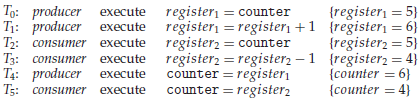 T₀: producer execute register₁ = counter {register₁ = 5}
T₁: producer execute register₁ = register₁ + 1 {register₁ = 6}
T₂: consumer execute register₂ = counter {register₂ = 5}
T₃: consumer execute register₂ = register₂ − 1 {register₂ = 4}
T₄: producer execute counter = register₁ {counter = 6}
T₅: consumer execute counter = register₂ {counter = 4}